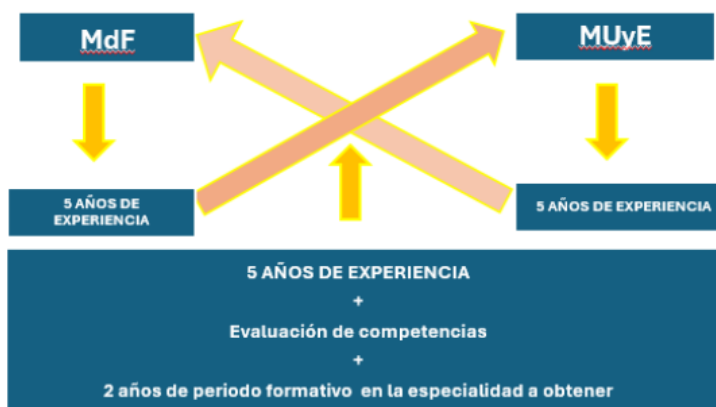 MdF
MUyE
5 AÑOS DE
EXPERIENCIA
5 AÑOS DE EXPERIENCIA
5 AÑOS DE EXPERIENCIA
+
Evaluación de competencias
+
2 años de periodo formativo en la especialidad a obtener